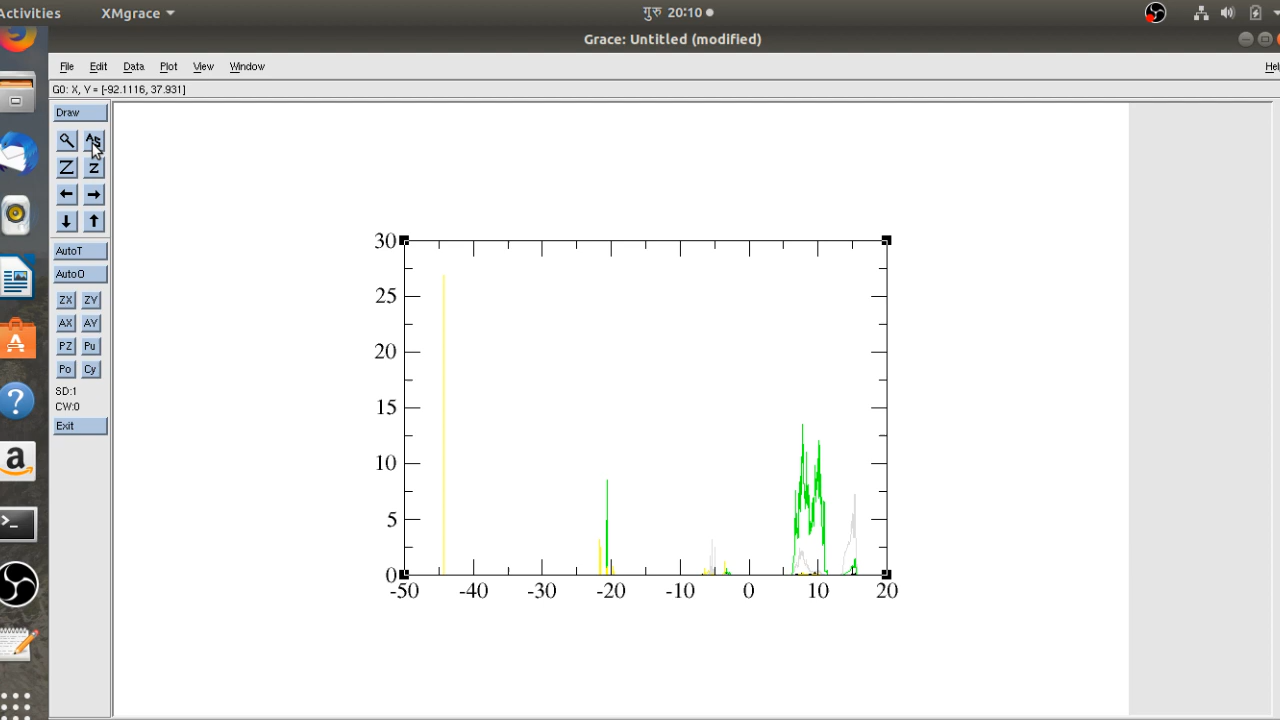 Activities XMgrace गुरु 20:10
Grace: Untitled (modified)
File Edit Data Plot View Window Hel
G0: X, Y = [-92.1116, 37.931]
Draw
AS
Z z
AutoT
AutoO
ZX ZY
AX AY
PZ Pu
Po Cy
SD:1
CW:0
Exit
30
25
20
15
10
5
0
-50 -40 -30 -20 -10 0 10 20